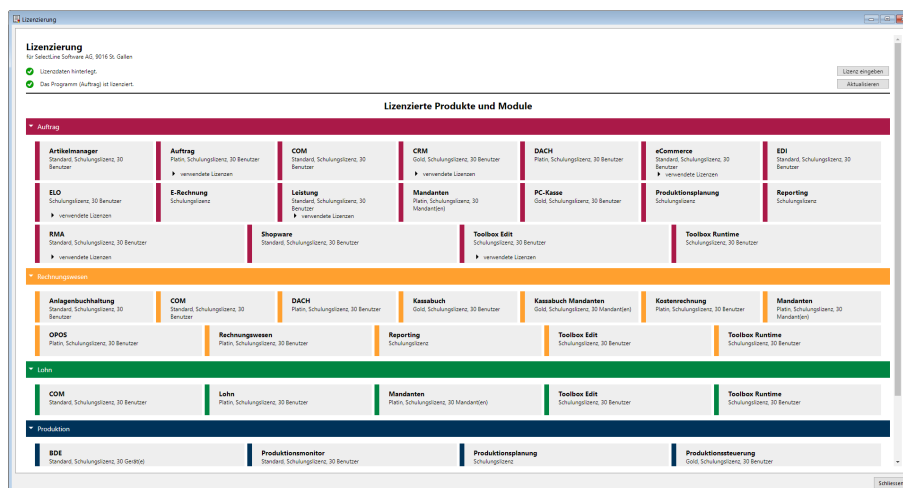 Lizenzierung
Lizenzierung
für SelectLine Software AG, 9016 St. Gallen
Lizenzdaten hinterlegt.
Lizenz eingeben
Das Programm (Auftrag) ist lizenziert.
Aktualisieren
Lizenzierte Produkte und Module
Auftrag
Artikelmanager
Standard, Schulungslizenz, 30
Benutzer
Auftrag
Platin, Schulungslizenz, 30 Benutzer
verwendete Lizenzen
COM
Standard, Schulungslizenz, 30
Benutzer
CRM
Gold, Schulungslizenz, 30 Benutzer
verwendete Lizenzen
DACH
Platin, Schulungslizenz, 30 Benutzer
eCommerce
Standard, Schulungslizenz, 30
Benutzer
verwendete Lizenzen
EDI
Standard, Schulungslizenz, 30
Benutzer
ELO
Schulungslizenz, 30 Benutzer
verwendete Lizenzen
E-Rechnung
Schulungslizenz
Leistung
Standard, Schulungslizenz, 30
Benutzer
verwendete Lizenzen
Mandanten
Platin, Schulungslizenz, 30
Mandant(en)
PC-Kasse
Gold, Schulungslizenz, 30 Benutzer
Produktionsplanung
Schulungslizenz
Reporting
Schulungslizenz
RMA
Standard, Schulungslizenz, 30 Benutzer
verwendete Lizenzen
Shopware
Standard, Schulungslizenz, 30 Benutzer
Toolbox Edit
Schulungslizenz, 30 Benutzer
verwendete Lizenzen
Toolbox Runtime
Schulungslizenz, 30 Benutzer
Rechnungswesen
Anlagenbuchhaltung
Standard, Schulungslizenz, 30
Benutzer
COM
Standard, Schulungslizenz, 30
Benutzer
DACH
Platin, Schulungslizenz, 30 Benutzer
Kassabuch
Gold, Schulungslizenz, 30 Benutzer
Kassabuch Mandanten
Gold, Schulungslizenz, 30 Mandant(en)
Kostenrechnung
Platin, Schulungslizenz, 30 Benutzer
Mandanten
Platin, Schulungslizenz, 30
Mandant(en)
OPOS
Platin, Schulungslizenz, 30 Benutzer
Rechnungswesen
Platin, Schulungslizenz, 30 Benutzer
Reporting
Schulungslizenz
Toolbox Edit
Schulungslizenz, 30 Benutzer
Toolbox Runtime
Schulungslizenz, 30 Benutzer
Lohn
COM
Standard, Schulungslizenz, 30 Benutzer
Lohn
Platin, Schulungslizenz, 30 Benutzer
Mandanten
Platin, Schulungslizenz, 30 Mandant(en)
Toolbox Edit
Schulungslizenz, 30 Benutzer
Toolbox Runtime
Schulungslizenz, 30 Benutzer
Produktion
BDE
Standard, Schulungslizenz, 30 Gerät(e)
Produktionsmonitor
Standard, Schulungslizenz, 30 Benutzer
Produktionsplanung
Schulungslizenz
Produktionssteuerung
Gold, Schulungslizenz, 30 Benutzer
Schliessen